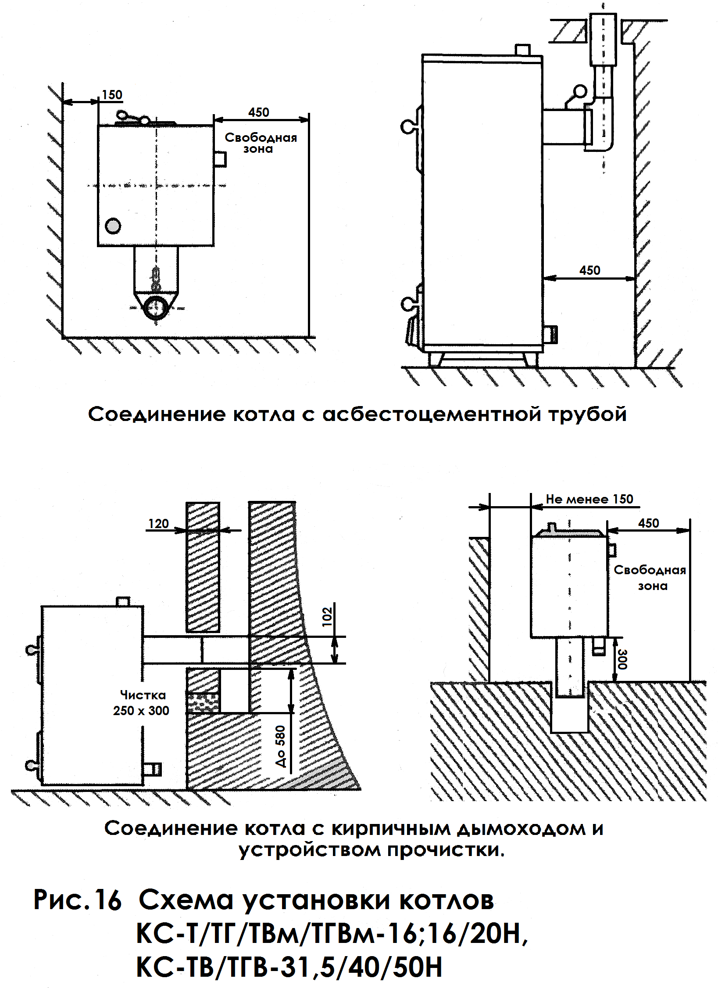 150
450
Свободная
зона
450
Соединение котла с асбестоцементной трубой
120
102
Чистка
250 х 300
До 580
Не менее 150
450
Свободная
зона
300
Соединение котла с кирпичным дымоходом и
устройством прочистки.
Рис.16 Схема установки котлов
КС-Т/ТГ/ТВм/ТГВм-16;16/20Н,
КС-ТВ/ТГВ-31,5/40/50Н